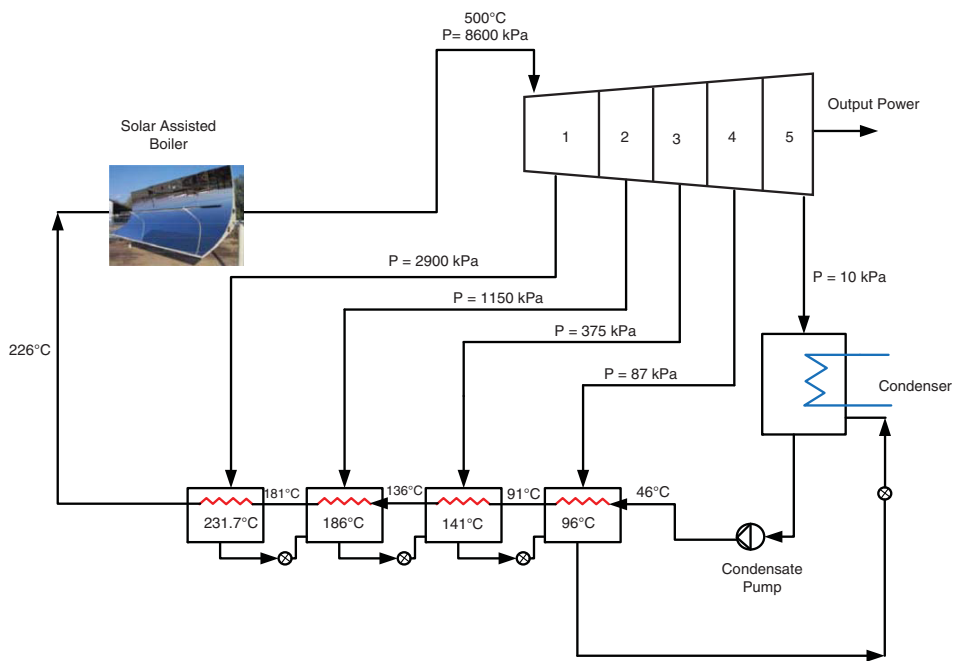 500°C
P= 8600 kPa
Solar Assisted
Boiler
Output Power
1
2
3
4
5
P = 2900 kPa
P = 1150 kPa
P = 375 kPa
P = 87 kPa
P = 10 kPa
226°C
Condenser
181°C
136°C
91°C
46°C
231.7°C
186°C
141°C
96°C
Condensate
Pump